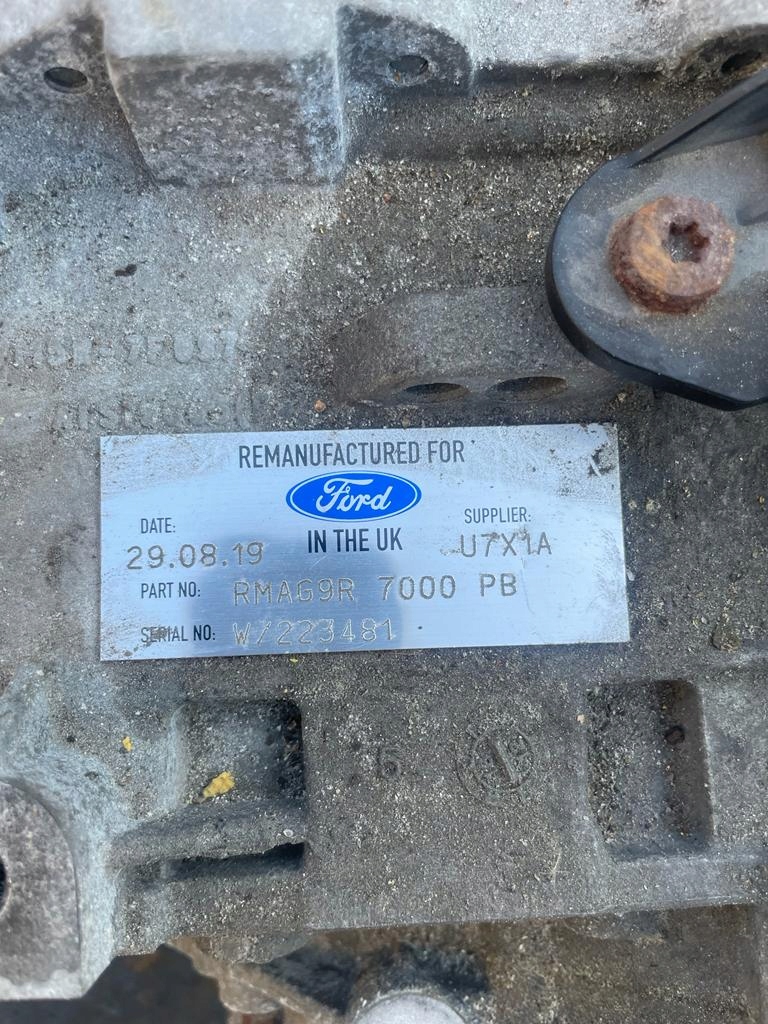 REMANUFACTURED FOR
Ford
IN THE UK
DATE:
29.08.19
SUPPLIER:
U7X1A
PART NO: RMAG9R 7000 PB
SERIAL NO: W/223481
5